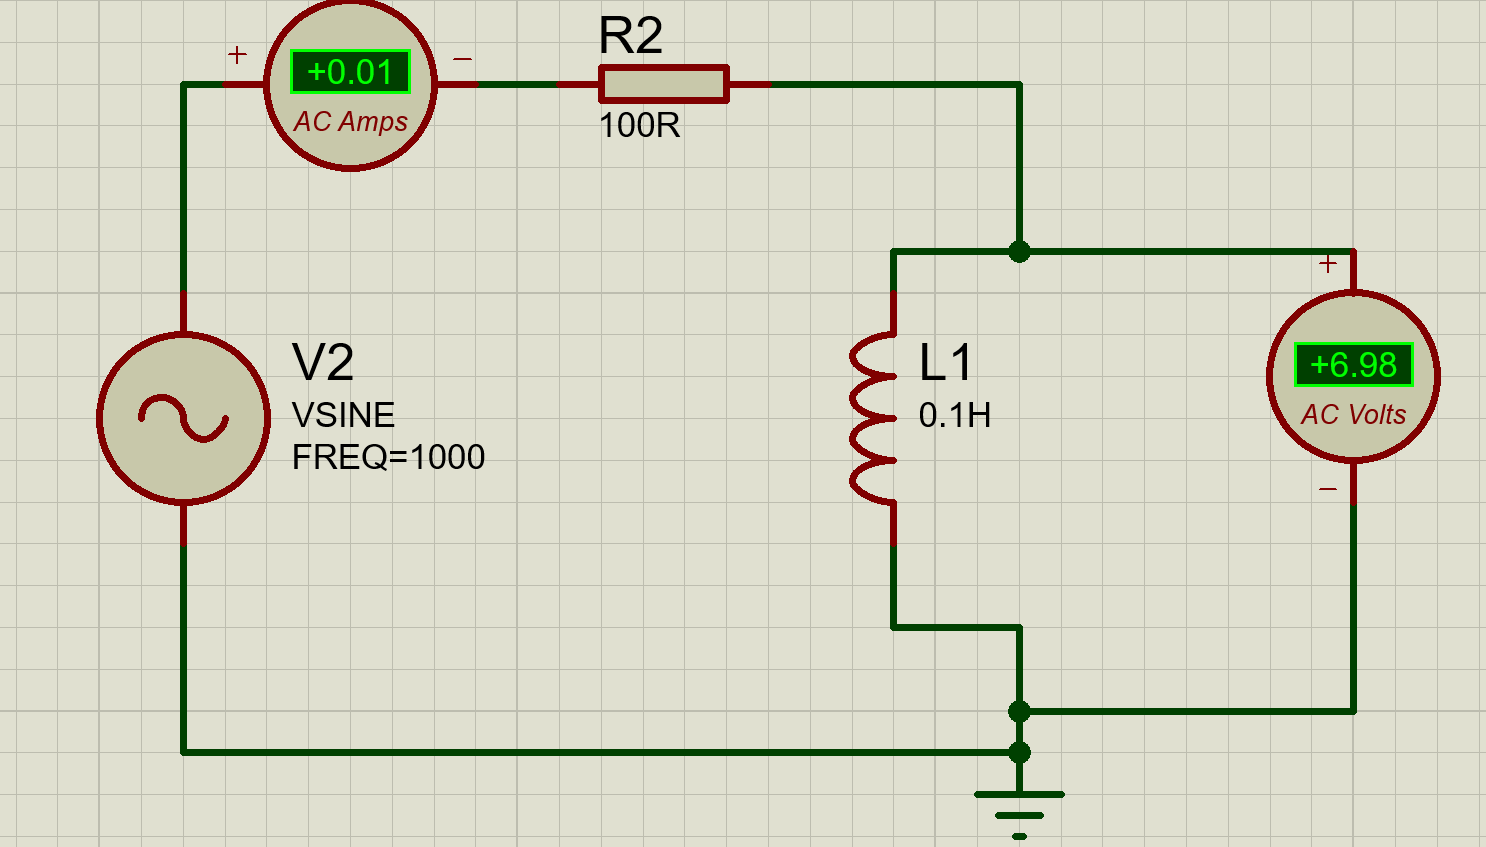 R2
+
−
+0.01
AC Amps
100R
+
V2
L1
+6.98
VSINE
0.1H
AC Volts
FREQ=1000
−